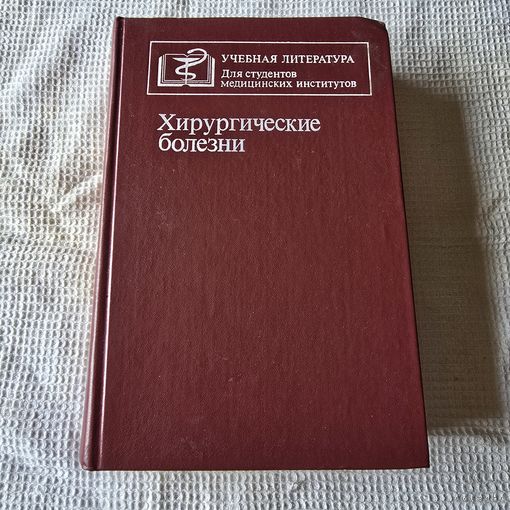 УЧЕБНАЯ ЛИТЕРАТУРА
Для студентов
медицинских институтов
Хирургические
болезни